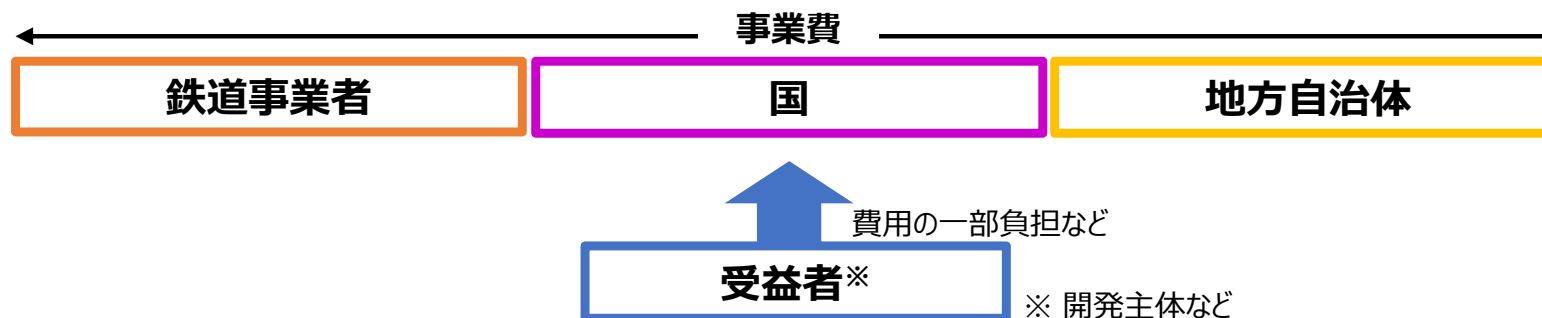 事業費
鉄道事業者
国
地方自治体
費用の一部負担など
受益者※
※ 開発主体など